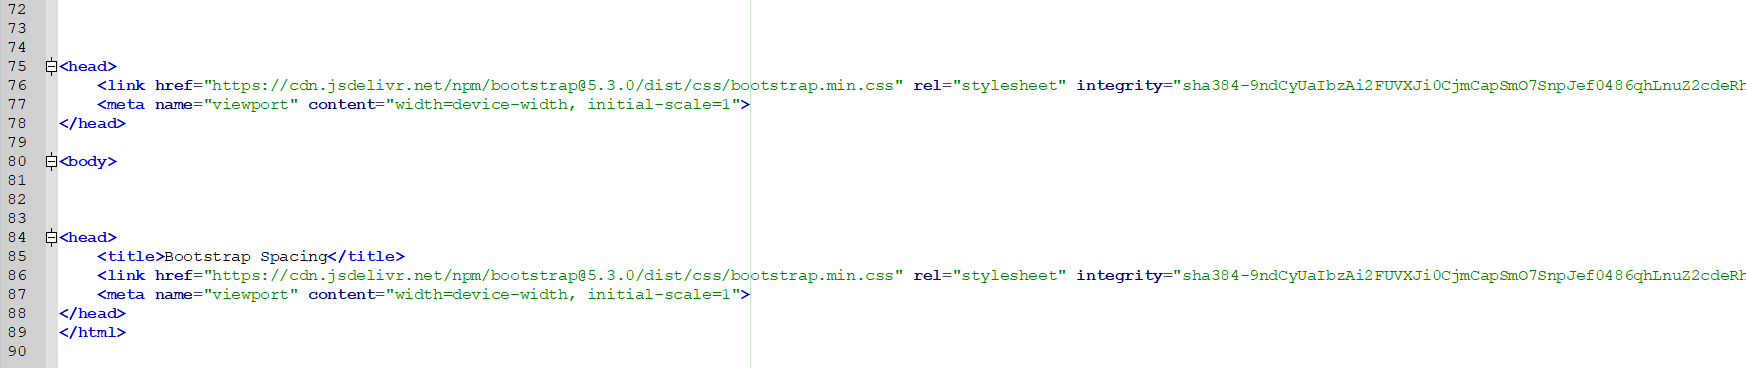 72
73
74
75 <head>
76 <link href="https://cdn.jsdelivr.net/npm/bootstrap@5.3.0/dist/css/bootstrap.min.css" rel="stylesheet" integrity="sha384-9ndCyUaIbzAi2FUVXJi0CjmCapSmO7SnpJef0486qhLnuZ2cdeRh
77 <meta name="viewport" content="width=device-width, initial-scale=1">
78 </head>
79
80 <body>
81
82
83
84 <head>
85 <title>Bootstrap Spacing</title>
86 <link href="https://cdn.jsdelivr.net/npm/bootstrap@5.3.0/dist/css/bootstrap.min.css" rel="stylesheet" integrity="sha384-9ndCyUaIbzAi2FUVXJi0CjmCapSmO7SnpJef0486qhLnuZ2cdeRh
87 <meta name="viewport" content="width=device-width, initial-scale=1">
88 </head>
89 </html>
90